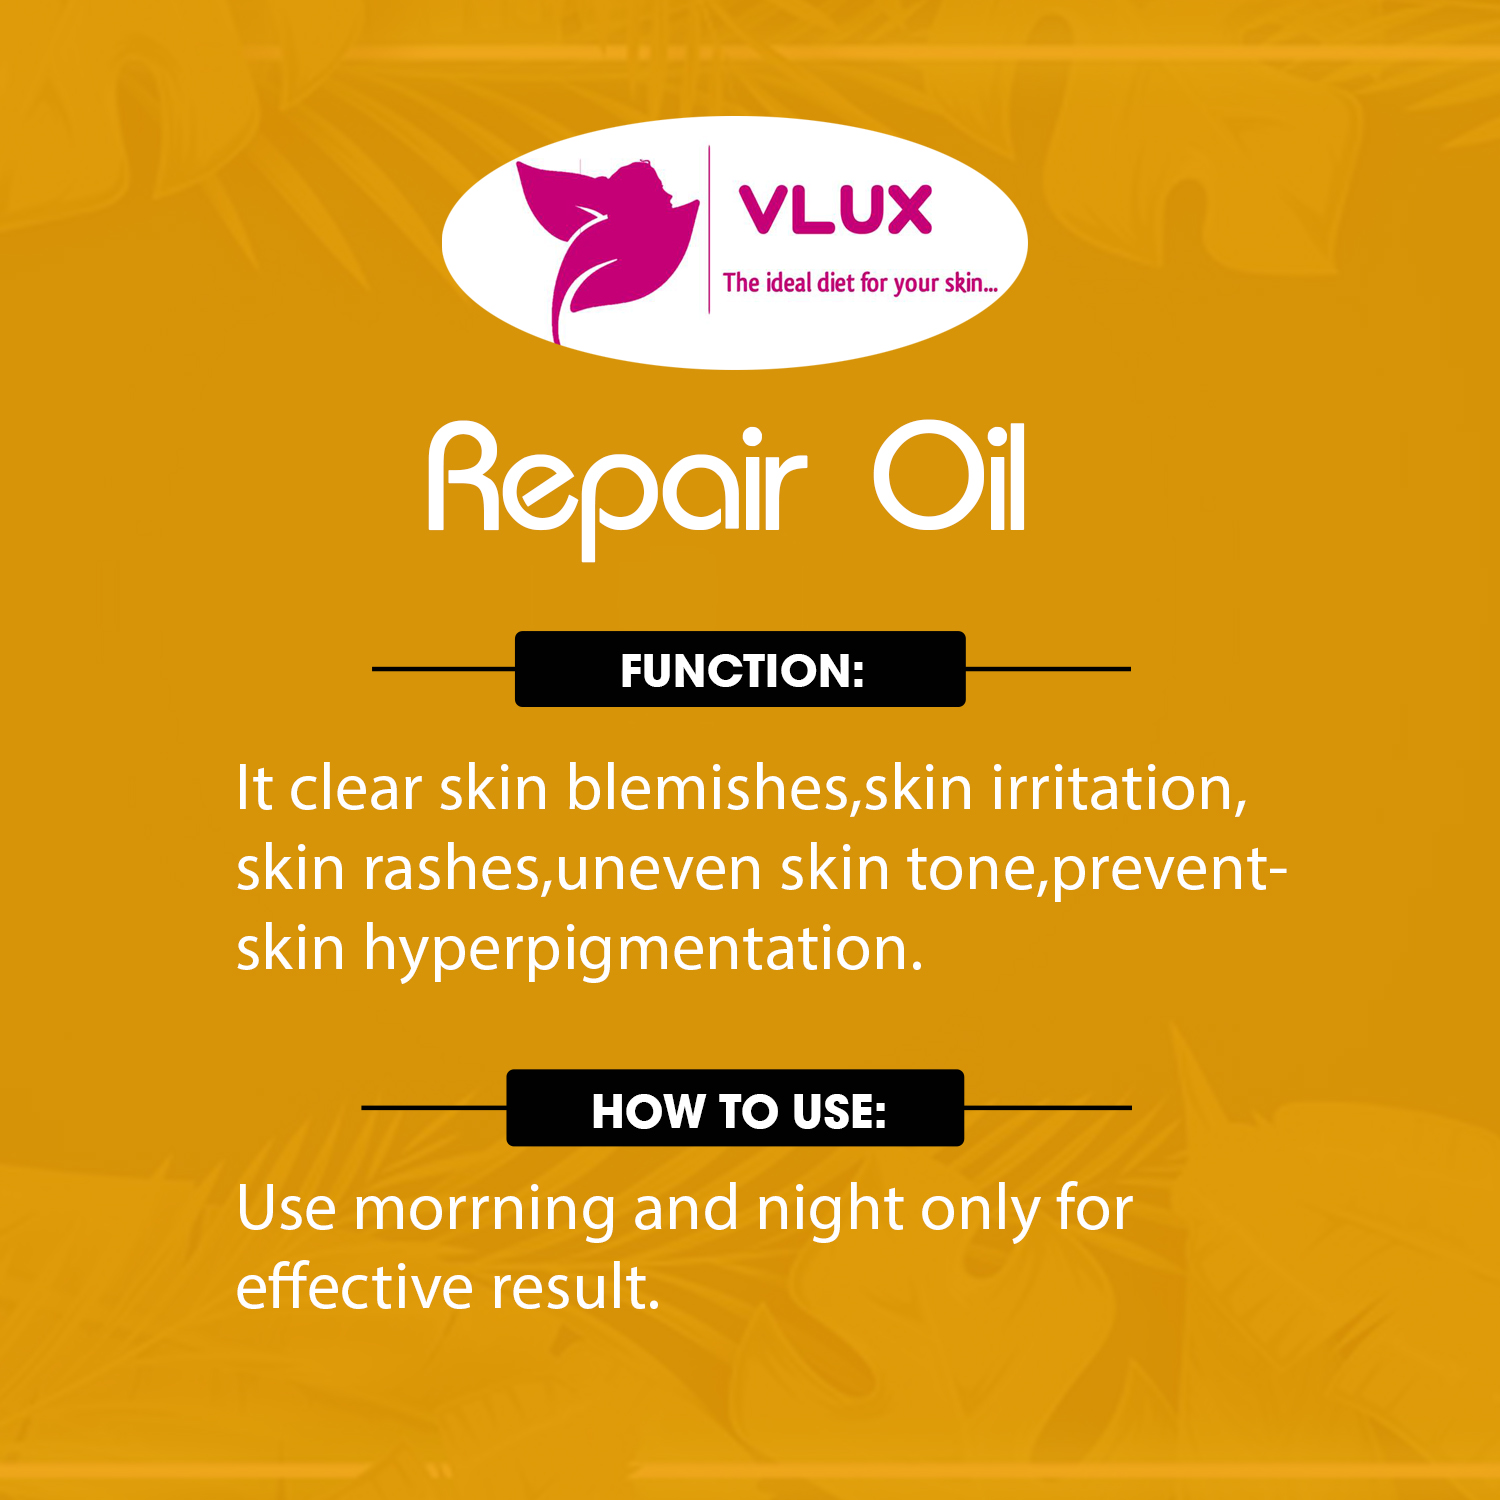 VLUX
The ideal diet for your skin...
Repair Oil
FUNCTION:
It clear skin blemishes,skin irritation,
skin rashes,uneven skin tone,prevent-
skin hyperpigmentation.
HOW TO USE:
Use morrning and night only for
effective result.